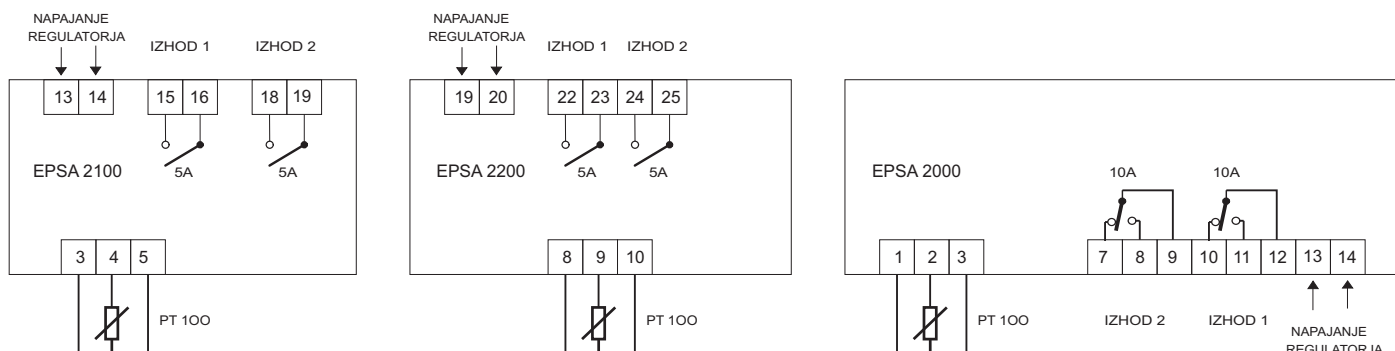 NAPAJANJE
REGULATORJA
IZHOD 1
IZHOD 2
13 14
15 16
18 19
EPSA 2100
5A
5A
3 4 5
PT 1OO
NAPAJANJE
REGULATORJA
IZHOD 1
IZHOD 2
19 20
22 23 24 25
EPSA 2200
5A
5A
8 9 10
PT 1OO
EPSA 2000
10A
10A
1 2 3
7 8 9 10 11 12 13 14
PT 1OO
IZHOD 2
IZHOD 1
NAPAJANJE
REGULATORJA